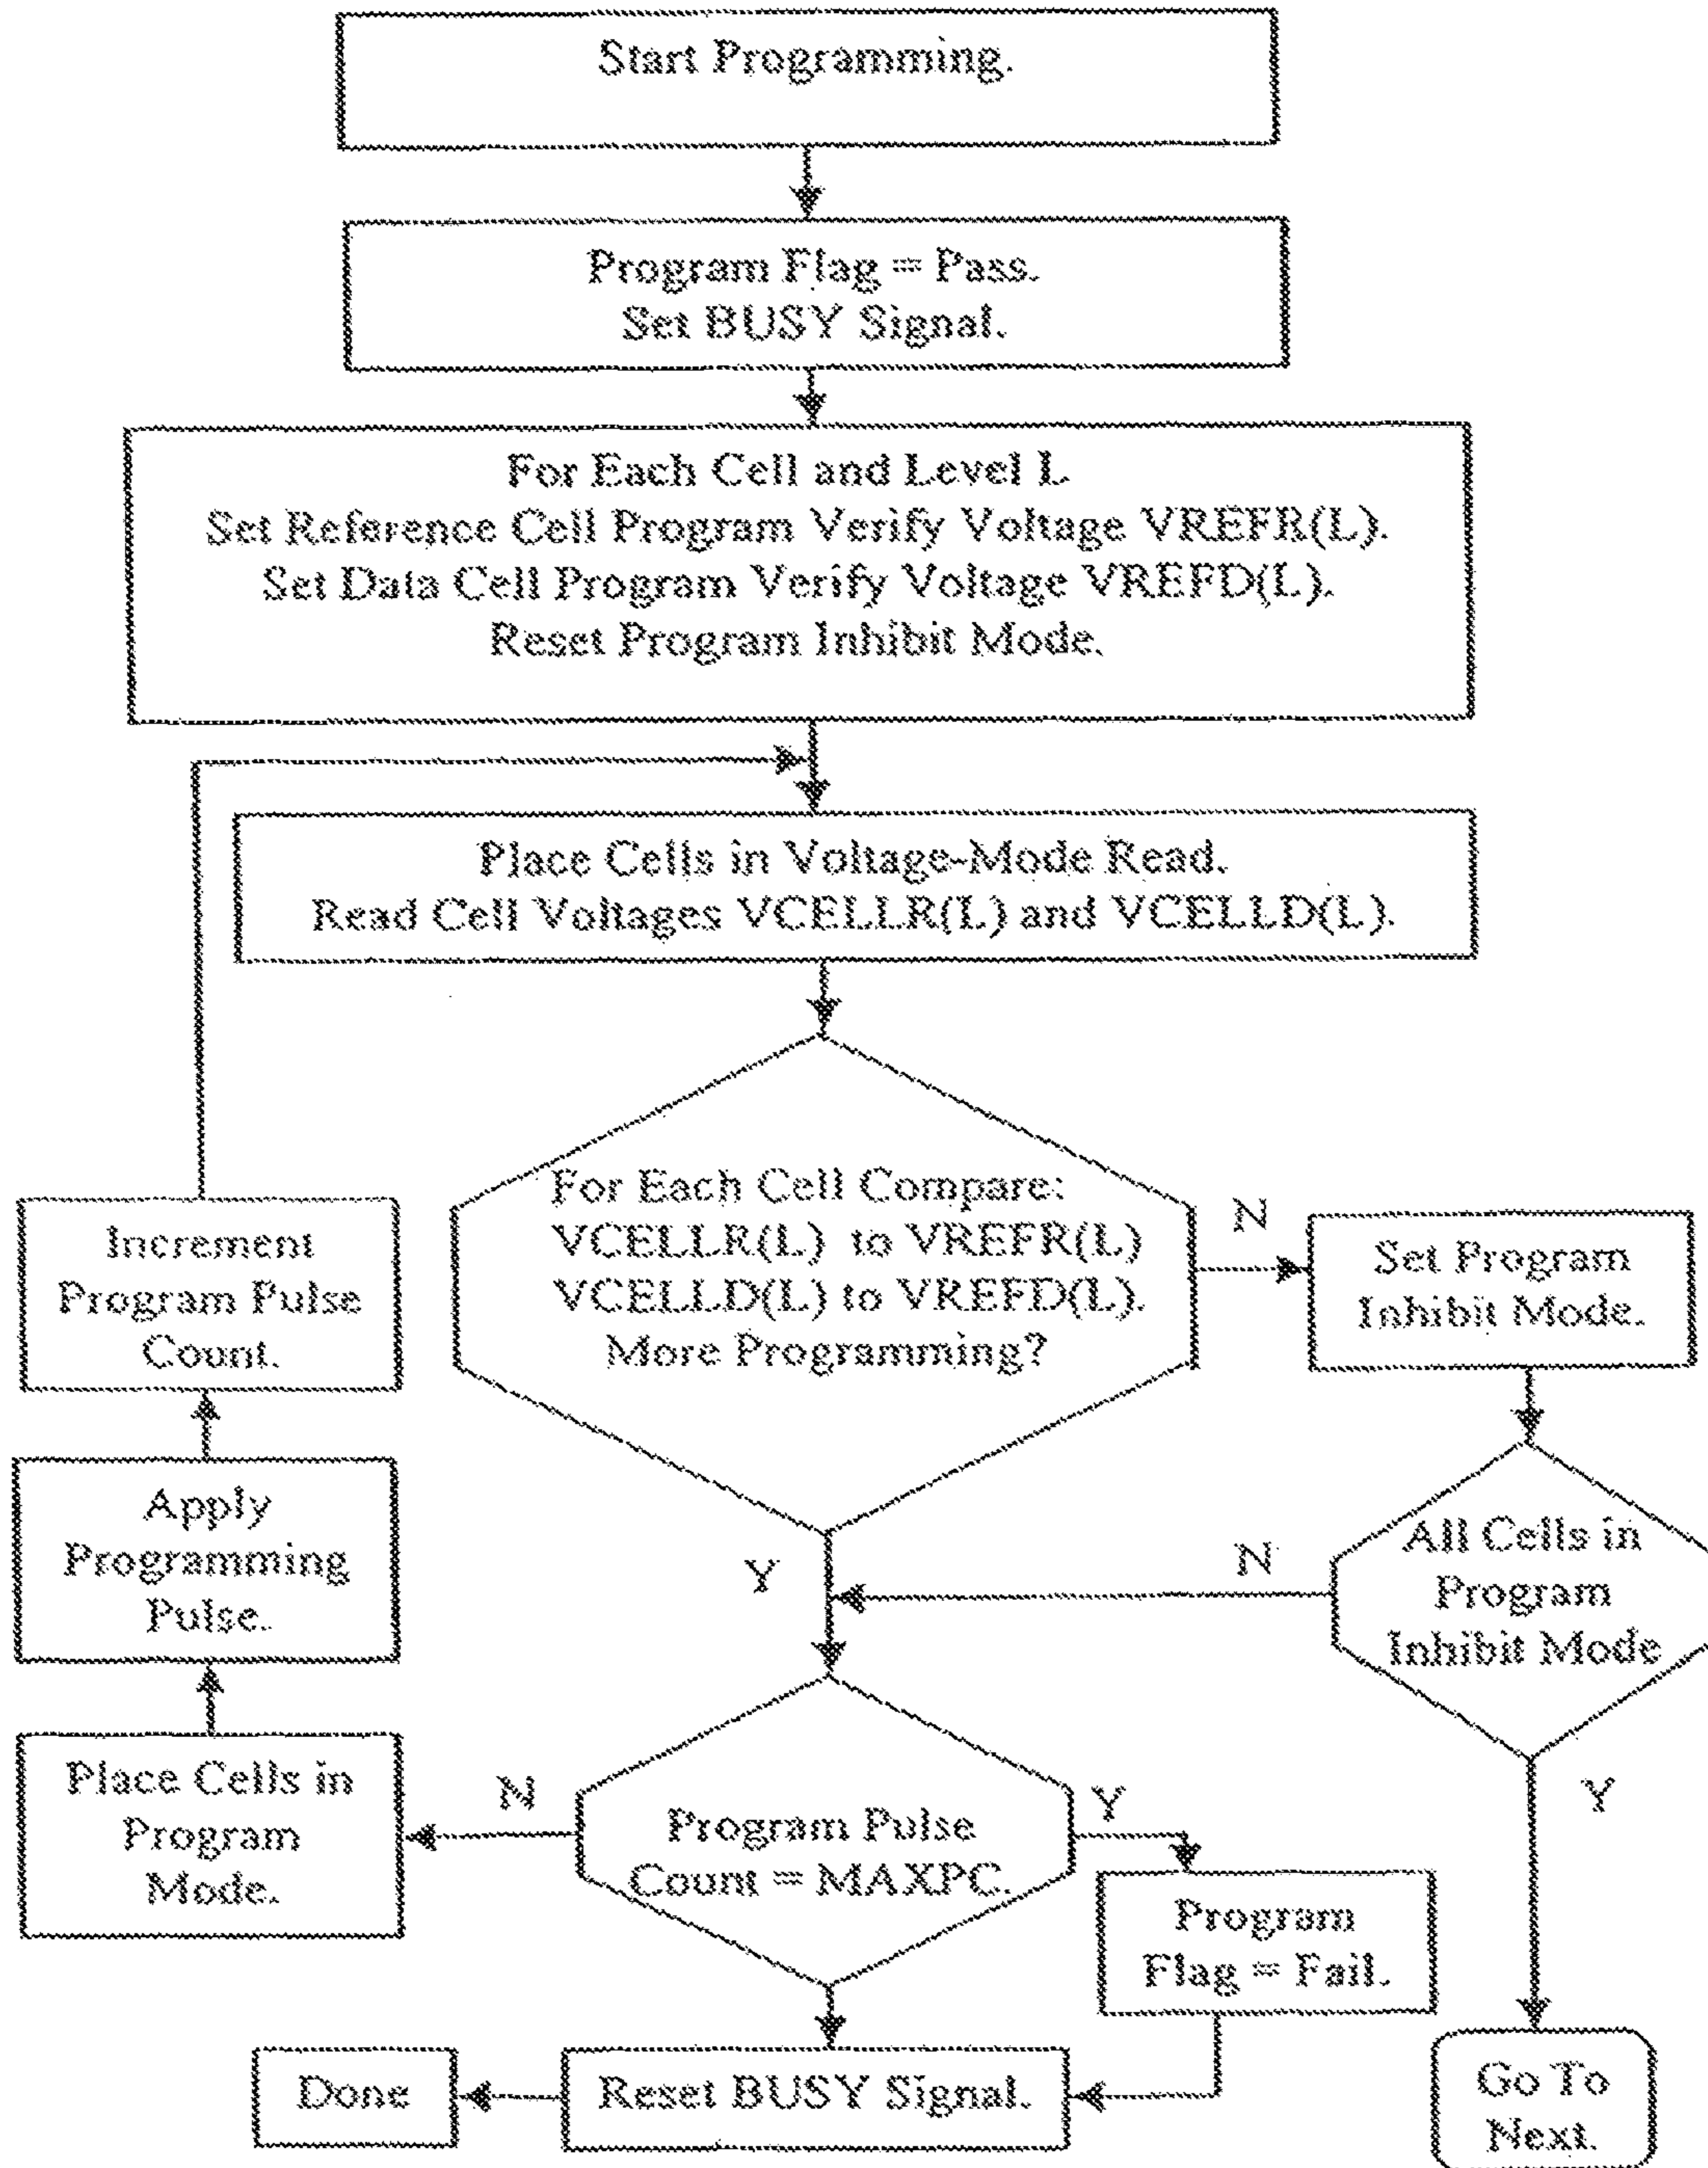 Start Programming.
Program Flag = Pass.
Set BUSY Signal.
For Each Cell and Level L
Set Reference Cell Program Verify Voltage VREFR(L).
Set Data Cell Program Verify Voltage VREFD(L).
Reset Program Inhibit Mode.
Place Cells in Voltage-Mode Read.
Read Cell Voltages VCELLR(L) and VCELLD(L).
For Each Cell Compare:
VCELLR(L) to VREFR(L)
VCELLD(L) to VREFD(L).
More Programming?
N
Set Program
Inhibit Mode.
Increment
Program Pulse
Count.
Apply
Programming
Pulse.
Y
N
All Cells in
Program
Inhibit Mode
Place Cells in
Program
Mode.
N
Program Pulse
Count = MAXPC.
Y
Y
Program
Flag = Fail.
Done
Reset BUSY Signal.
Go To
Next.